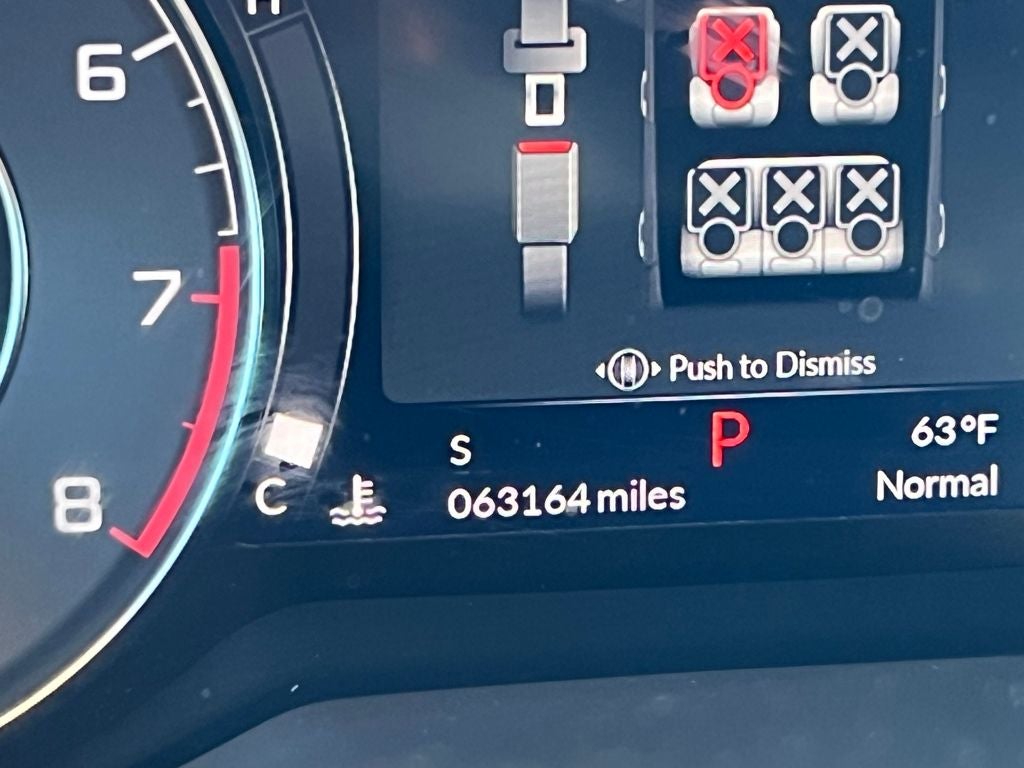 H
6
7
Push to Dismiss
P
63°F
S
8
C
063164 miles
Normal